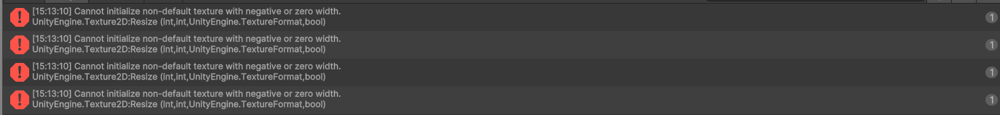 [15:13:10] Cannot initialize non-default texture with negative or zero width.
UnityEngine.Texture2D:Resize (int,int,UnityEngine.TextureFormat,bool)
1
[15:13:10] Cannot initialize non-default texture with negative or zero width.
UnityEngine.Texture2D:Resize (int,int,UnityEngine.TextureFormat,bool)
1
[15:13:10] Cannot initialize non-default texture with negative or zero width.
UnityEngine.Texture2D:Resize (int,int,UnityEngine.TextureFormat,bool)
1
[15:13:10] Cannot initialize non-default texture with negative or zero width.
UnityEngine.Texture2D:Resize (int,int,UnityEngine.TextureFormat,bool)
1